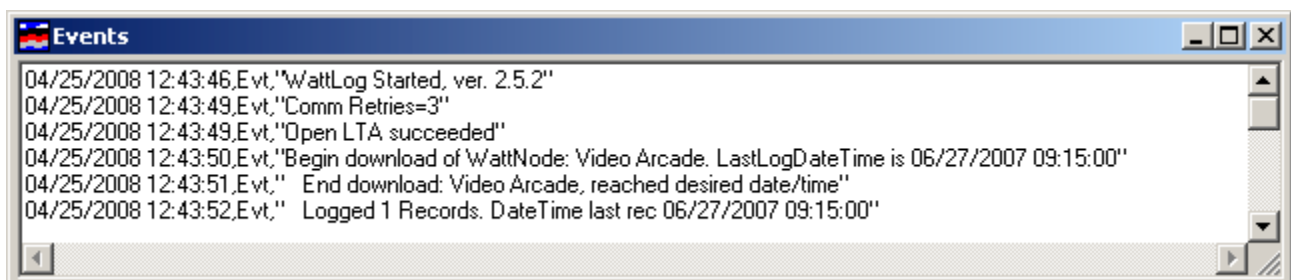 Events
04/25/2008 12:43:46,Evt,"WattLog Started, ver. 2.5.2"
04/25/2008 12:43:49,Evt,"Comm Retries=3"
04/25/2008 12:43:49,Evt,"Open LTA succeeded"
04/25/2008 12:43:50,Evt,"Begin download of WattNode: Video Arcade. LastLogDateTime is 06/27/2007 09:15:00"
04/25/2008 12:43:51,Evt,"   End download: Video Arcade, reached desired date/time"
04/25/2008 12:43:52,Evt,"   Logged 1 Records. DateTime last rec 06/27/2007 09:15:00"